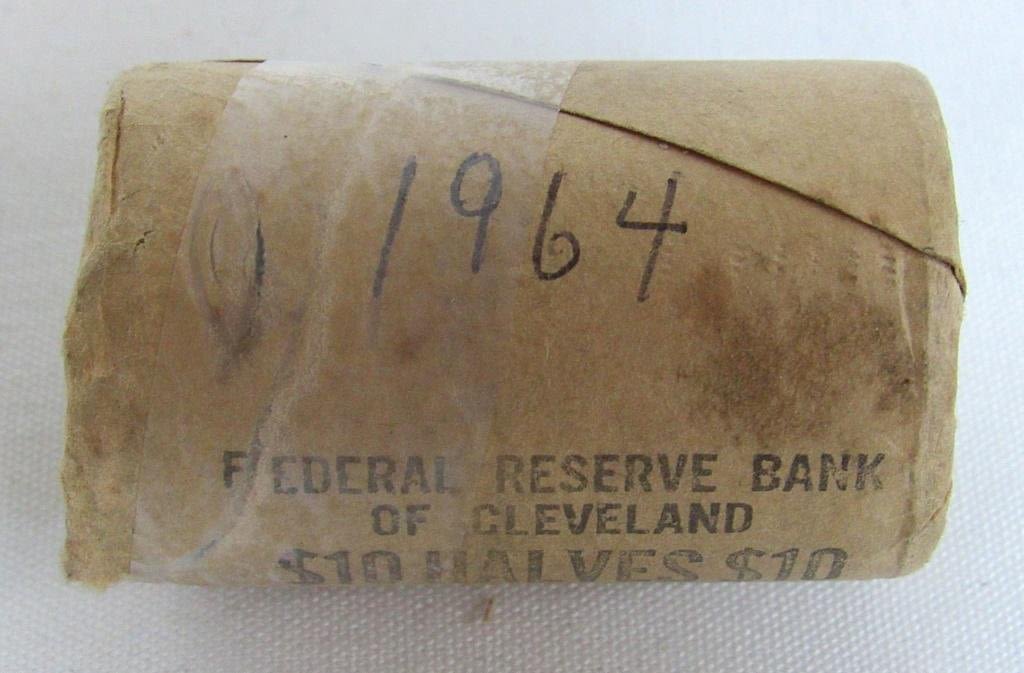 1964
FEDERAL RESERVE BANK
OF CLEVELAND
$10 HALVES $10